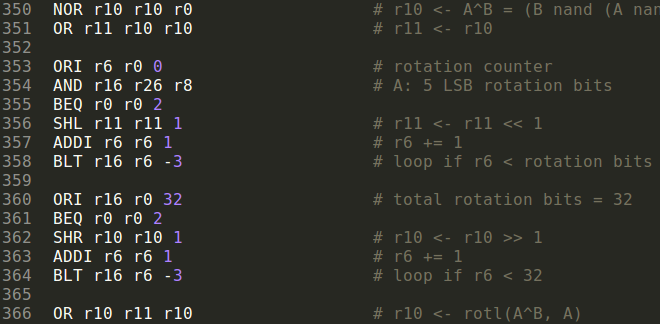 350 NOR r10 r10 r0 # r10 <- A^B = (B nand (A nan
351 OR r11 r10 r10 # r11 <- r10
352
353 ORI r6 r0 0 # rotation counter
354 AND r16 r26 r8 # A: 5 LSB rotation bits
355 BEQ r0 r0 2
356 SHL r11 r11 1 # r11 <- r11 << 1
357 ADDI r6 r6 1 # r6 += 1
358 BLT r16 r6 -3 # loop if r6 < rotation bits
359
360 ORI r16 r0 32 # total rotation bits = 32
361 BEQ r0 r0 2
362 SHR r10 r10 1 # r10 <- r10 >> 1
363 ADDI r6 r6 1 # r6 += 1
364 BLT r16 r6 -3 # loop if r6 < 32
365
366 OR r10 r11 r10 # r10 <- rotl(A^B, A)